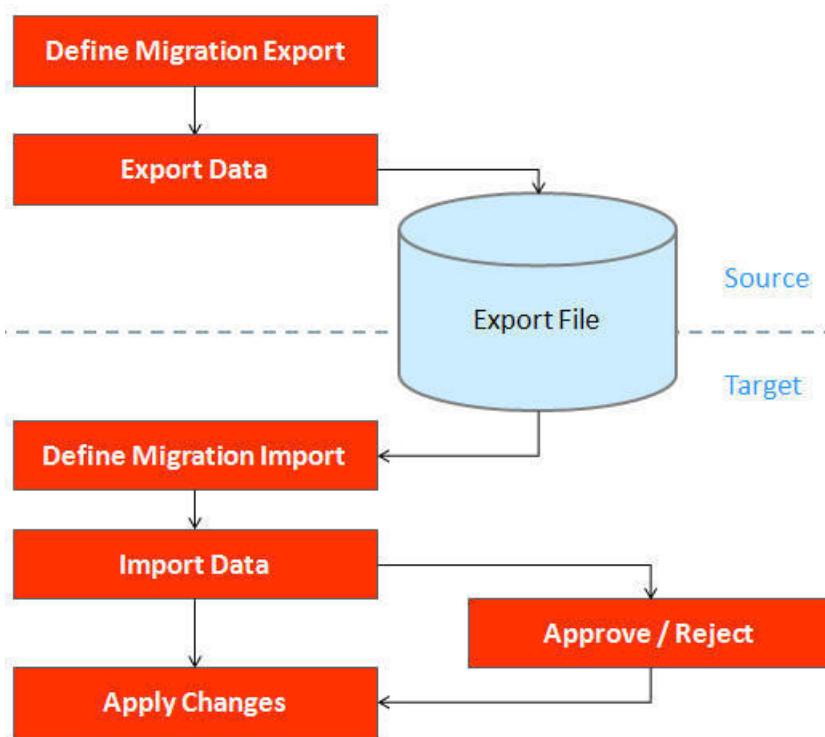 Define Migration Export
Export Data
Source
Export File
Target
Define Migration Import
Import Data
Approve / Reject
Apply Changes